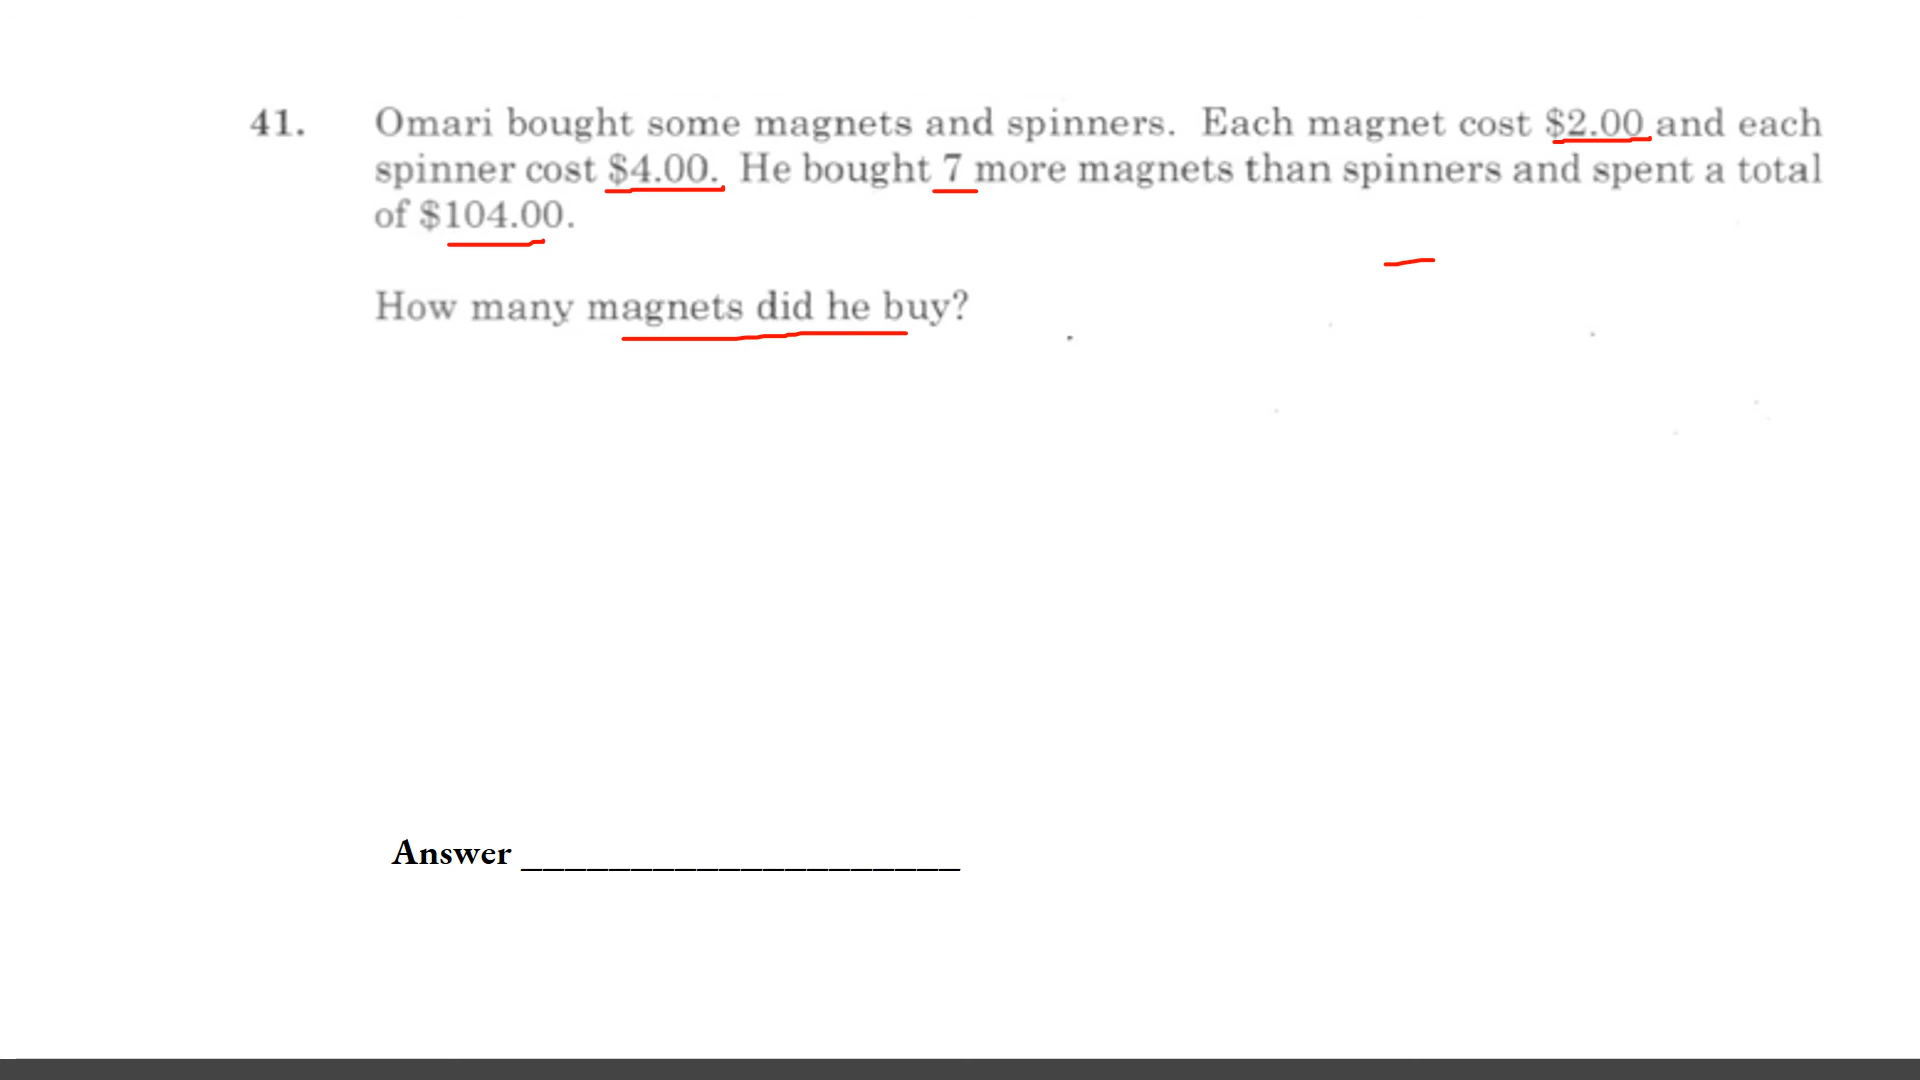 41. Omari bought some magnets and spinners. Each magnet cost $2.00 and each
spinner cost $4.00. He bought 7 more magnets than spinners and spent a total
of $104.00.
How many magnets did he buy?
Answer ____________________